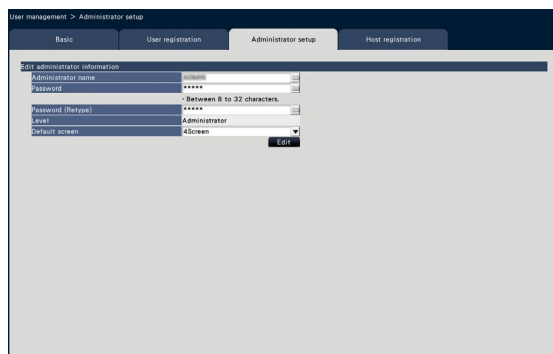 User management > Administrator setup
Basic
User registration
Administrator setup
Host registration
Edit administrator information
Administrator name
Password
*****
・Between 8 to 32 characters.
Password (Retype)
*****
Level
Administrator
Default screen
4Screen
Edit